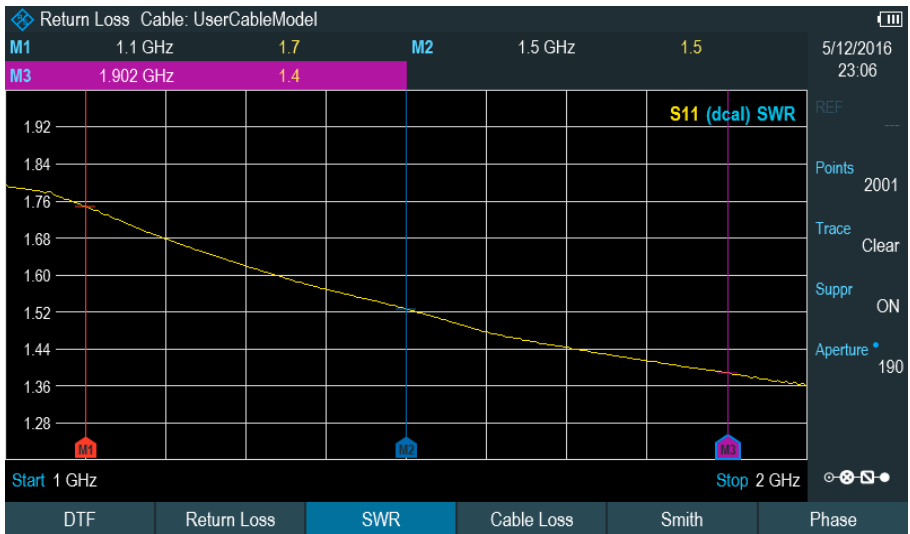 Return Loss Cable: UserCableModel
M1 1.1 GHz 1.7 M2 1.5 GHz 1.5
5/12/2016
23:06
M3 1.902 GHz 1.4
S11 (dcal) SWR
1.92
1.84
1.76
1.68
1.60
1.52
1.44
1.36
1.28
M1
M2
M3
Start 1 GHz
Stop 2 GHz
REF
---
Points
2001
Trace
Clear
Suppr
ON
Aperture
190
DTF Return Loss SWR Cable Loss Smith Phase